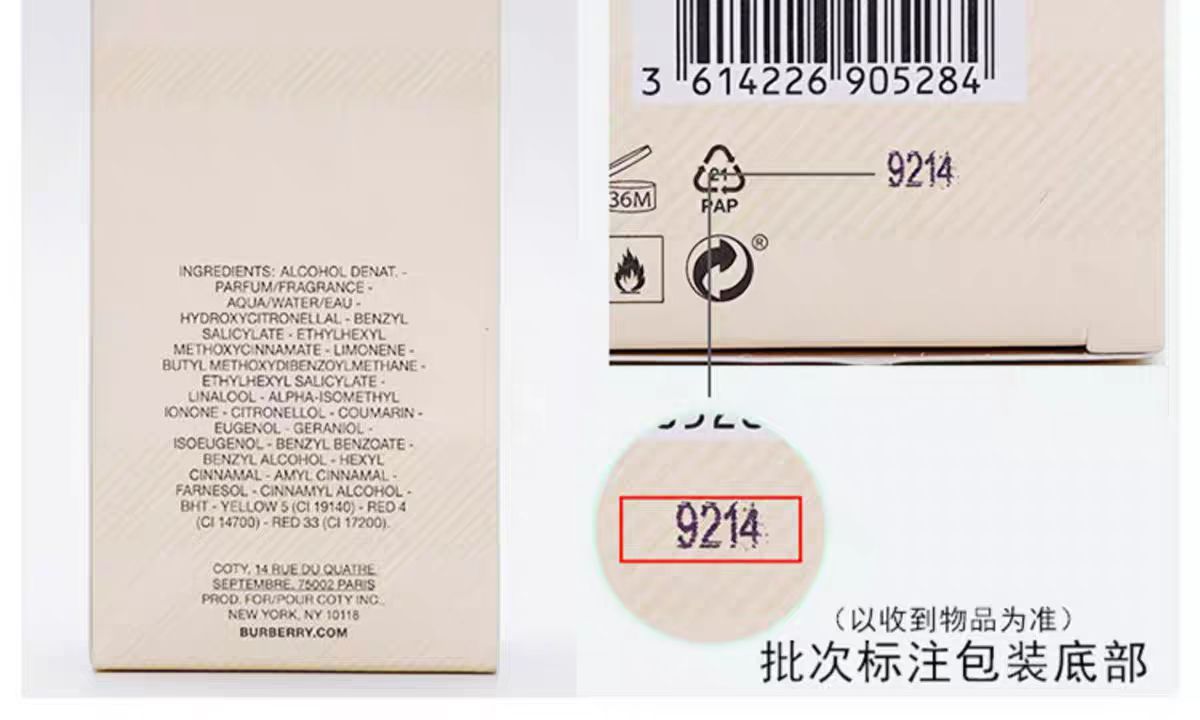 INGREDIENTS: ALCOHOL DENAT. -
PARFUM/FRAGRANCE -
AQUA/WATER/EAU -
HYDROXYCITRONELLAL - BENZYL
SALICYLATE - ETHYLHEXYL
METHOXYCINNAMATE - LIMONENE -
BUTYL METHOXYDIBENZOYLMETHANE -
ETHYLHEXYL SALICYLATE -
LINALOOL - ALPHA-ISOMETHYL
IONONE - CITRONELLOL - COUMARIN -
EUGENOL - GERANIOL -
ISOEUGENOL - BENZYL BENZOATE -
BENZYL ALCOHOL - HEXYL
CINNAMAL - AMYL CINNAMAL -
FARNESOL - CINNAMYL ALCOHOL -
BHT - YELLOW 5 (CI 19140) - RED 4
(CI 14700) - RED 33 (CI 17200).
COTY, 14 RUE DU QUATRE
SEPTEMBRE, 75002 PARIS
PROD. FOR/POUR COTY INC.,
NEW YORK, NY 10118
BURBERRY.COM
3 614226 905284
36M
21
PAP
9214
®
9214
(以收到物品为准)
批次标注包装底部